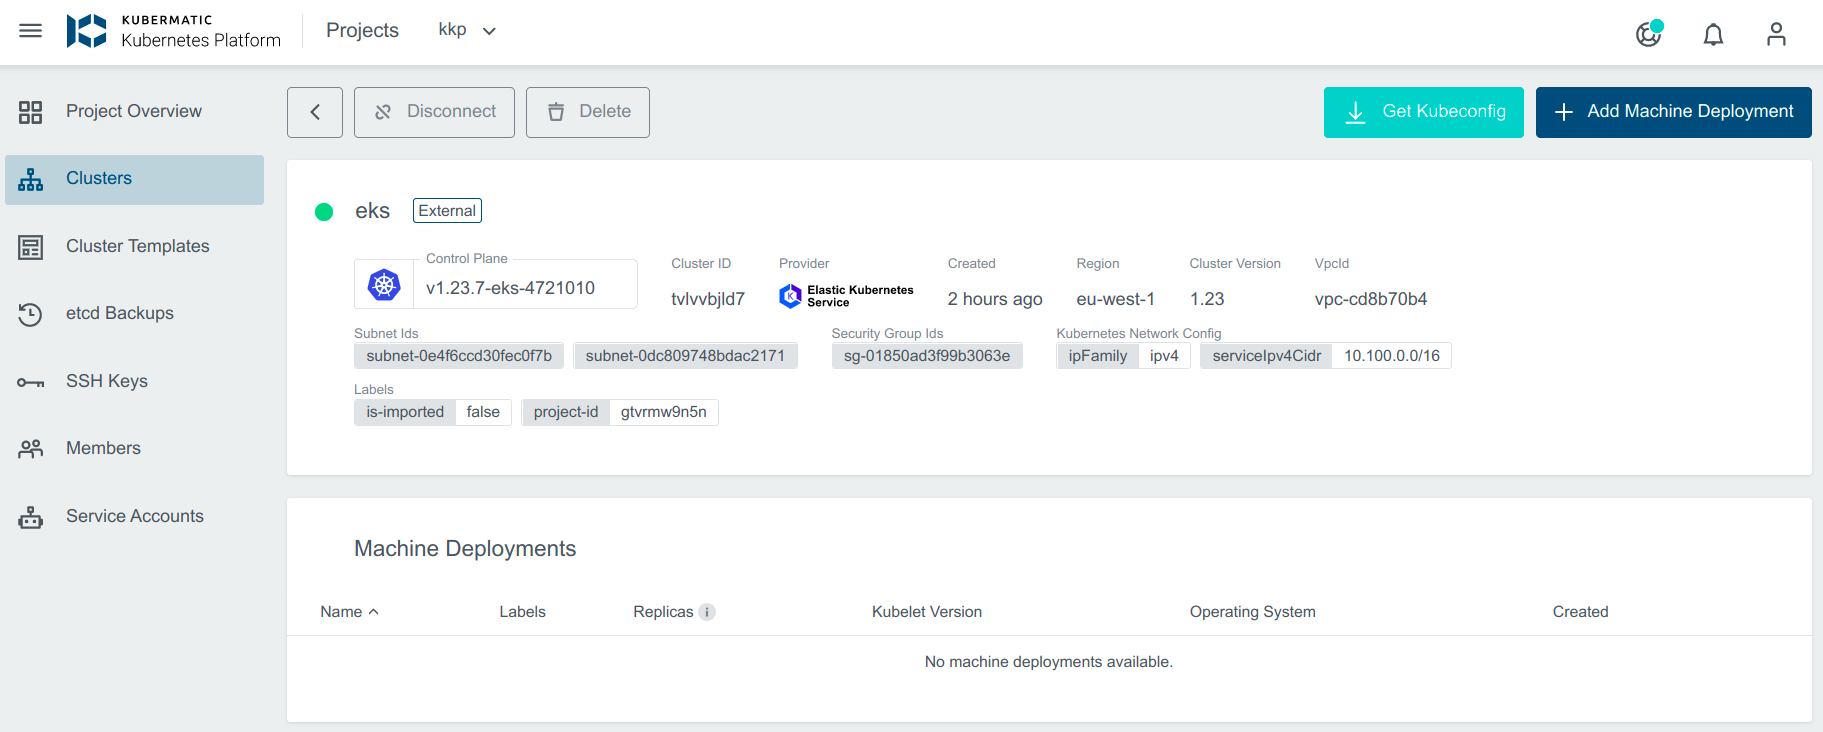 KUBERMATIC
Kubernetes Platform
Projects
kkp
Project Overview
Clusters
Cluster Templates
etcd Backups
SSH Keys
Members
Service Accounts
Disconnect
Delete
Get Kubeconfig
Add Machine Deployment
eks
External
Control Plane
v1.23.7-eks-4721010
Cluster ID
tvlvvbjld7
Provider
Elastic Kubernetes
Service
Created
2 hours ago
Region
eu-west-1
Cluster Version
1.23
VpcId
vpc-cd8b70b4
Subnet Ids
subnet-0e4f6ccd30fec0f7b subnet-0dc809748bdac2171
Security Group Ids
sg-01850ad3f99b3063e
Kubernetes Network Config
ipFamily ipv4 serviceIpv4Cidr 10.100.0.0/16
Labels
is-imported false project-id gtvrmw9n5n
Machine Deployments
Name Labels Replicas Kubelet Version Operating System Created
No machine deployments available.